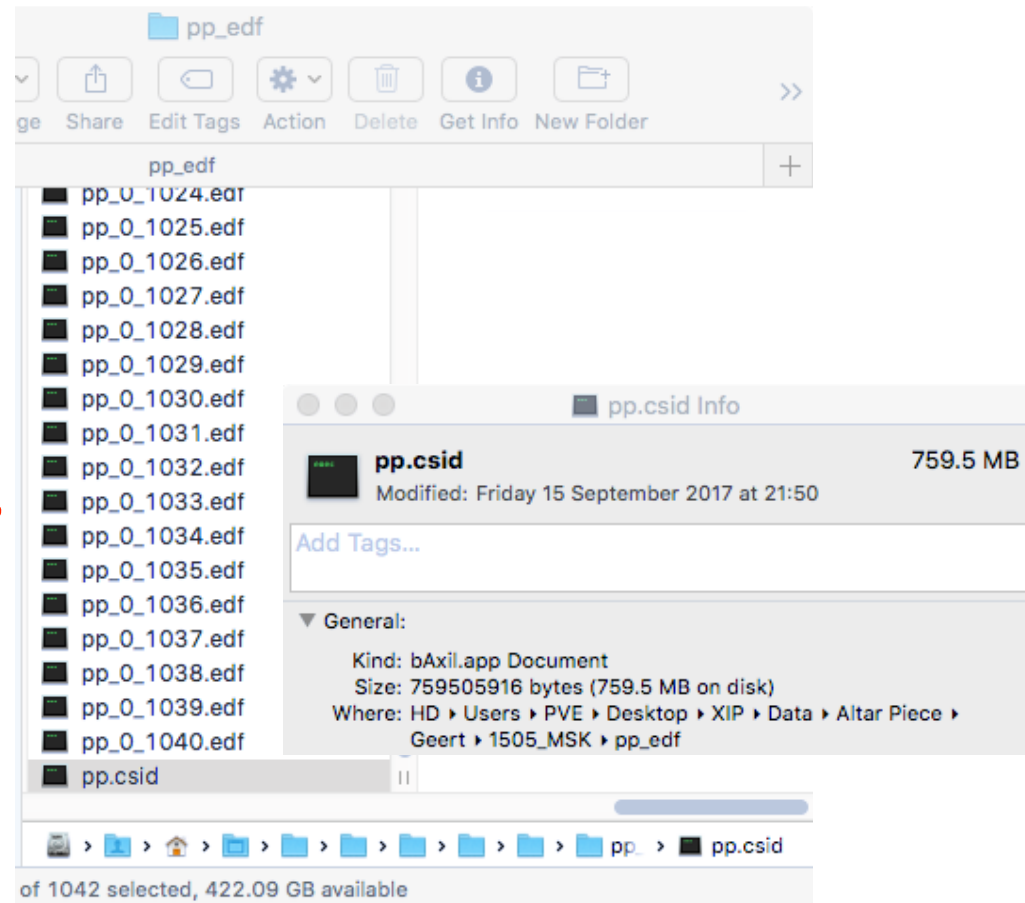 pp_edf
ge Share Edit Tags Action Delete Get Info New Folder
pp_edf
pp_0_1024.edf
pp_0_1025.edf
pp_0_1026.edf
pp_0_1027.edf
pp_0_1028.edf
pp_0_1029.edf
pp_0_1030.edf
pp_0_1031.edf
pp_0_1032.edf
pp_0_1033.edf
pp_0_1034.edf
pp_0_1035.edf
pp_0_1036.edf
pp_0_1037.edf
pp_0_1038.edf
pp_0_1039.edf
pp_0_1040.edf
pp.csid
pp.csid Info
pp.csid 759.5 MB
Modified: Friday 15 September 2017 at 21:50
Add Tags...
▼ General:
Kind: bAxil.app Document
Size: 759505916 bytes (759.5 MB on disk)
Where: HD ▸ Users ▸ PVE ▸ Desktop ▸ XIP ▸ Data ▸ Altar Piece ▸
Geert ▸ 1505_MSK ▸ pp_edf
pp_ › pp.csid
of 1042 selected, 422.09 GB available